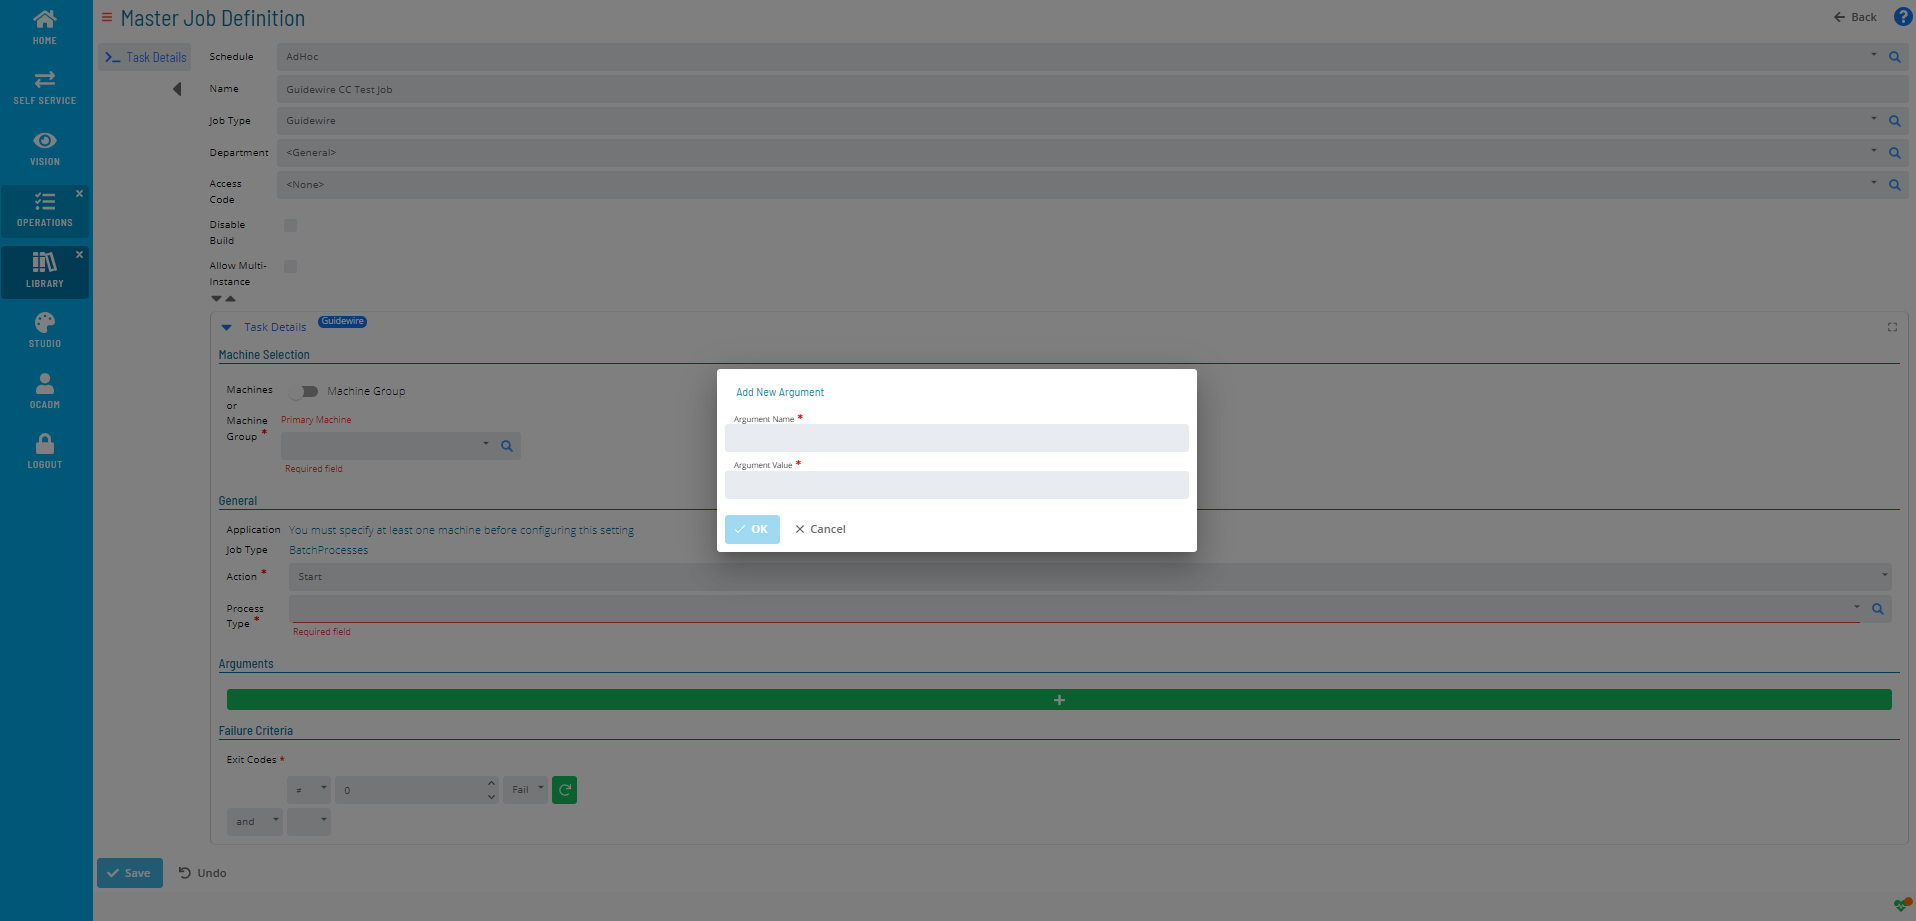 HOME
SELF SERVICE
VISION
OPERATIONS
LIBRARY
STUDIO
OCADM
LOGOUT
Master Job Definition
Back
?
Task Details
Schedule AdHoc
Name Guidewire CC Test Job
Job Type Guidewire
Department <General>
Access Code <None>
Disable Build
Allow Multi-Instance
Task Details Guidewire
Machine Selection
Machines or Machine Group *
Machine Group
Primary Machine
Required field
General
Application You must specify at least one machine before configuring this setting
Job Type BatchProcesses
Action * Start
Process Type *
Required field
Arguments
+
Failure Criteria
Exit Codes *
≠ 0 Fail
and
Save Undo
Add New Argument
Argument Name *
Argument Value *
OK Cancel